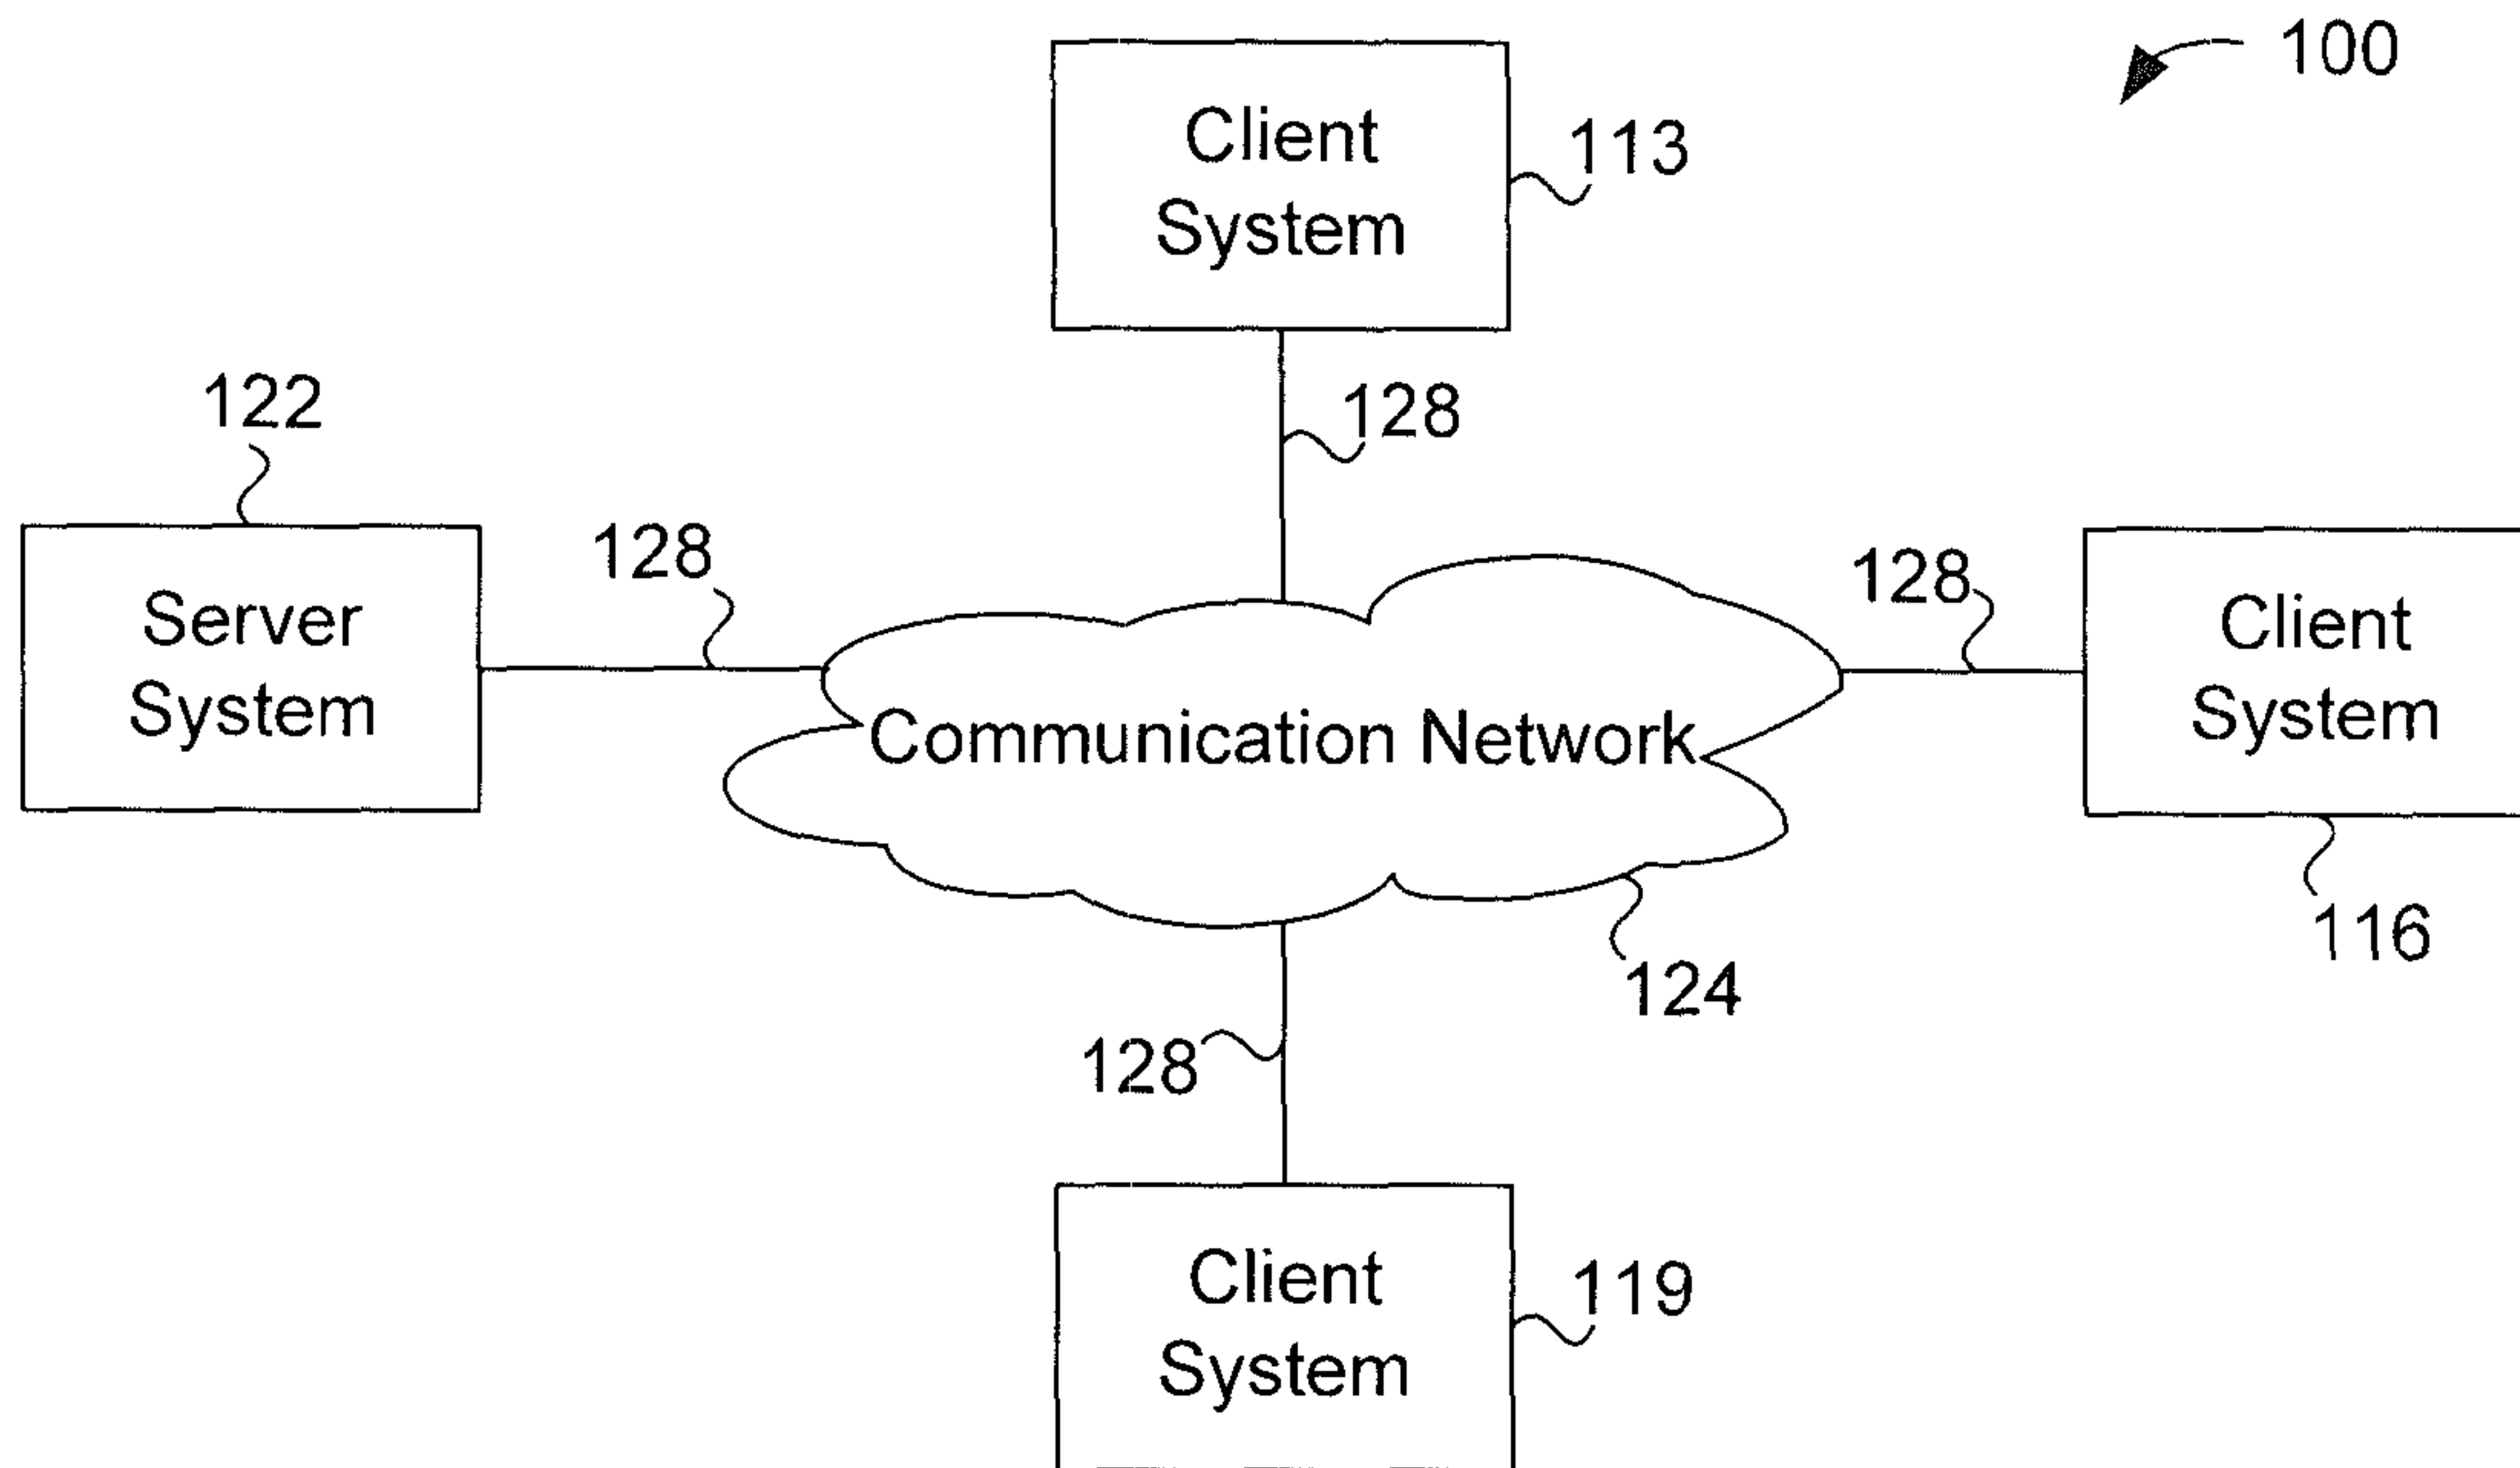 100
Client
System
113
128
122
Server
System
128
128
Client
System
Communication Network
116
124
128
Client
System
119